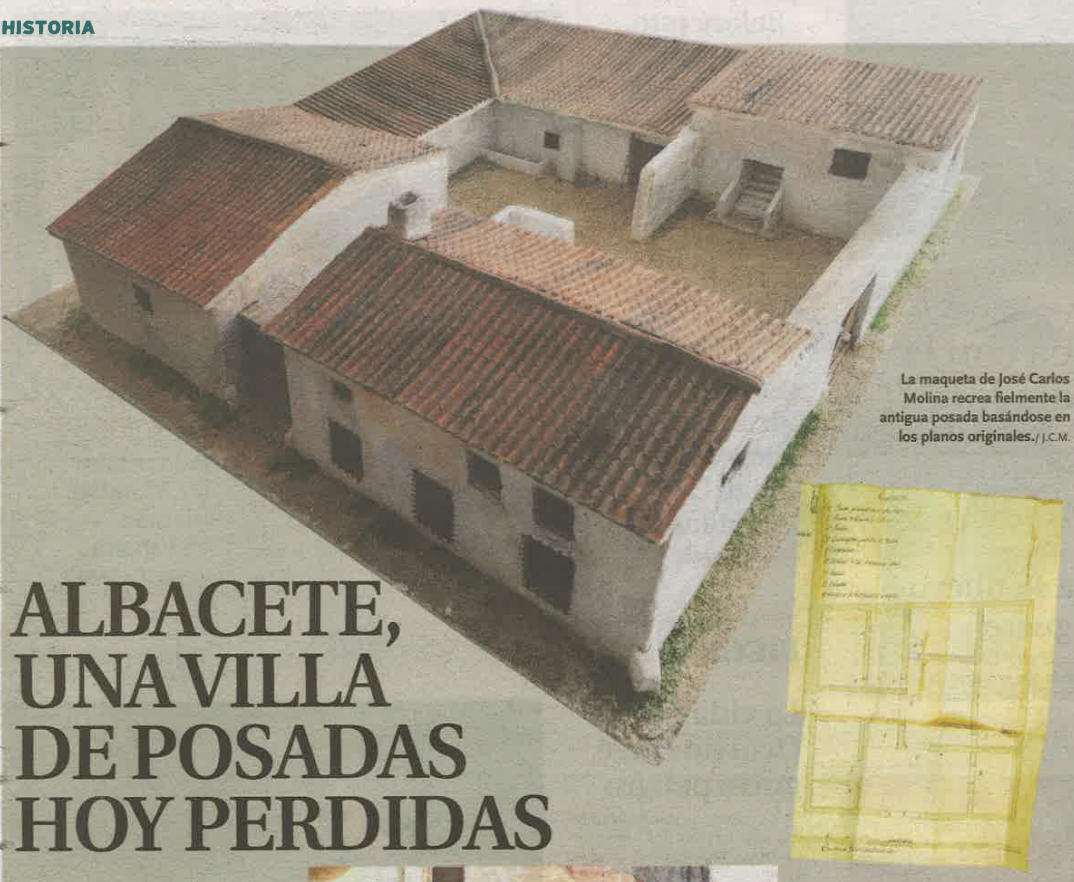 HISTORIA
La maqueta de José Carlos
Molina recrea fielmente la
antigua posada basándose en
los planos originales./ J.C.M.
ALBACETE,
UNA VILLA
DE POSADAS
HOY PERDIDAS